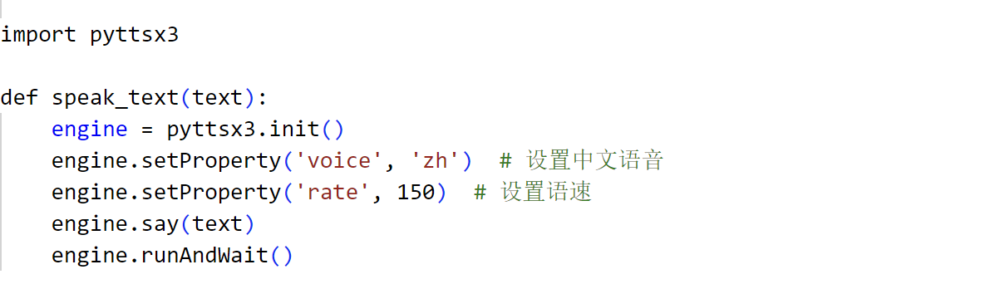 import pyttsx3
def speak_text(text):
    engine = pyttsx3.init()
    engine.setProperty('voice', 'zh')  # 设置中文语音
    engine.setProperty('rate', 150)  # 设置语速
    engine.say(text)
    engine.runAndWait()